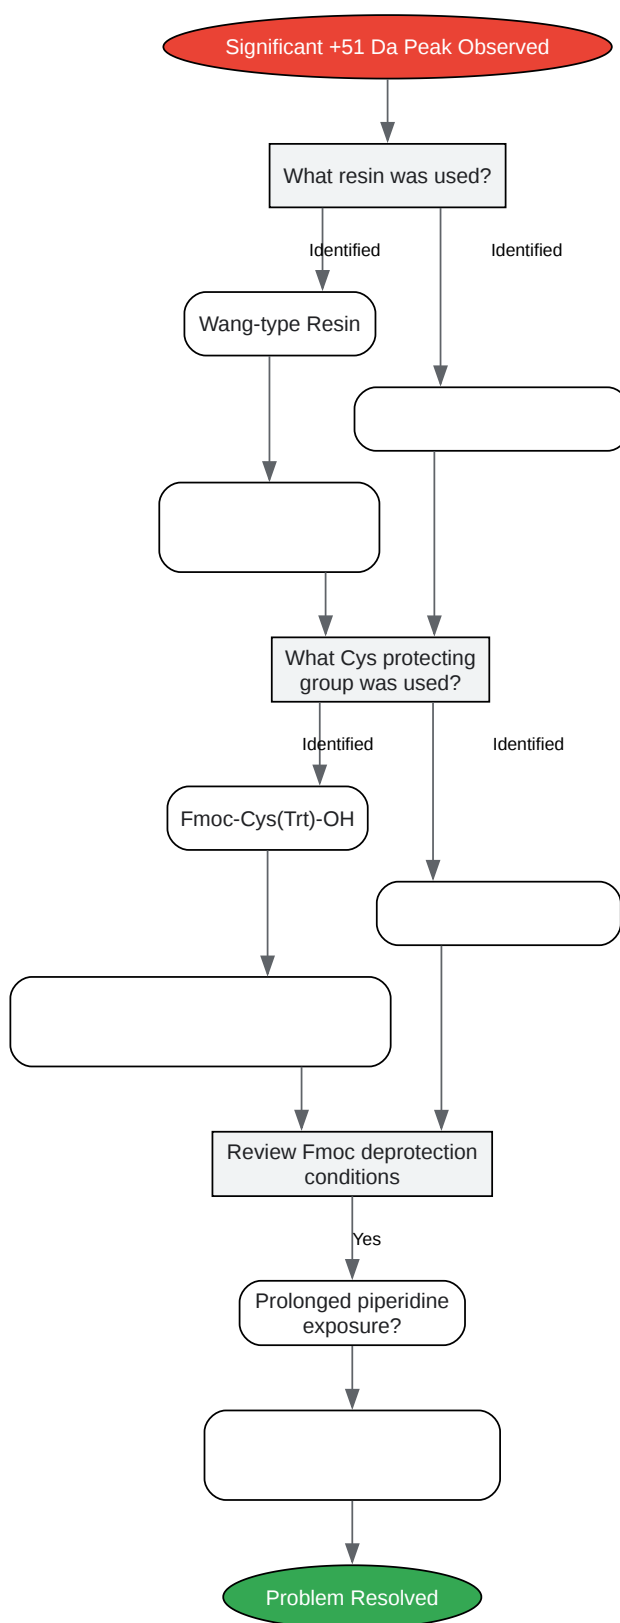 Significant +51 Da Peak Observed
What resin was used?
Identified
Identified
Wang-type Resin
What Cys protecting
group was used?
Identified
Identified
Fmoc-Cys(Trt)-OH
Review Fmoc deprotection
conditions
Yes
Prolonged piperidine
exposure?
Problem Resolved